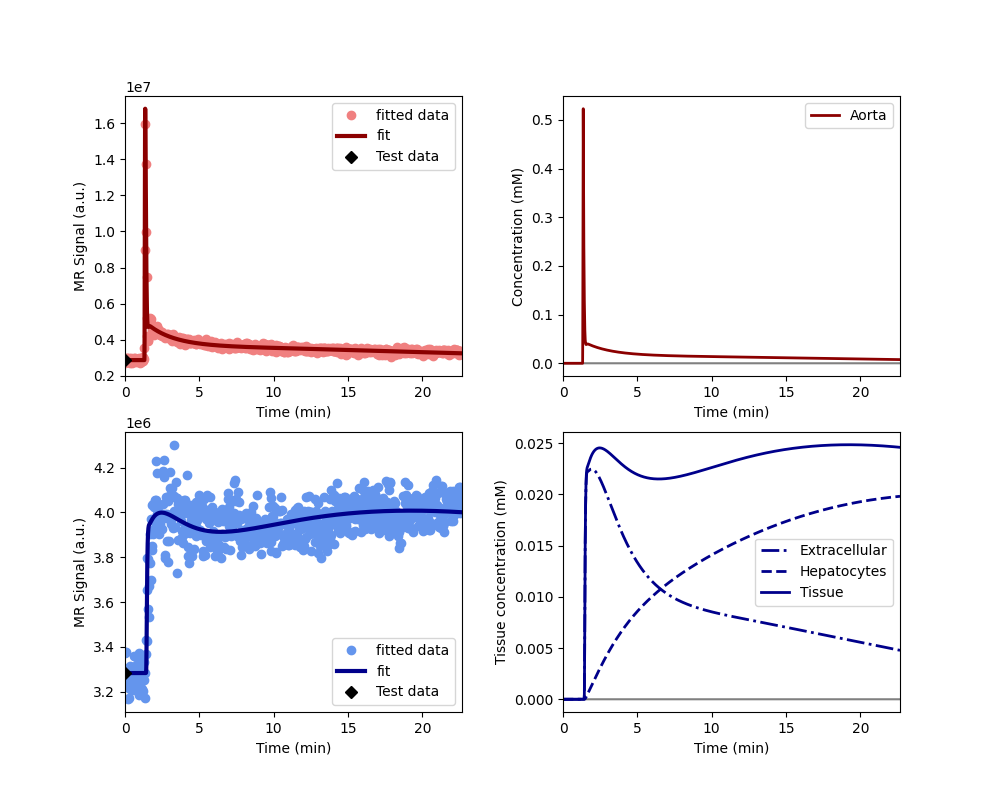 1e7
MR Signal (a.u.)
1.6
1.4
1.2
1.0
0.8
0.6
0.4
0.2
fitted data
fit
Test data
0 5 10 15 20
Time (min)
Concentration (mM)
0.5
0.4
0.3
0.2
0.1
0.0
Aorta
0 5 10 15 20
Time (min)
1e6
MR Signal (a.u.)
4.2
4.0
3.8
3.6
3.4
3.2
fitted data
fit
Test data
0 5 10 15 20
Time (min)
Tissue concentration (mM)
0.025
0.020
0.015
0.010
0.005
0.000
Extracellular
Hepatocytes
Tissue
0 5 10 15 20
Time (min)